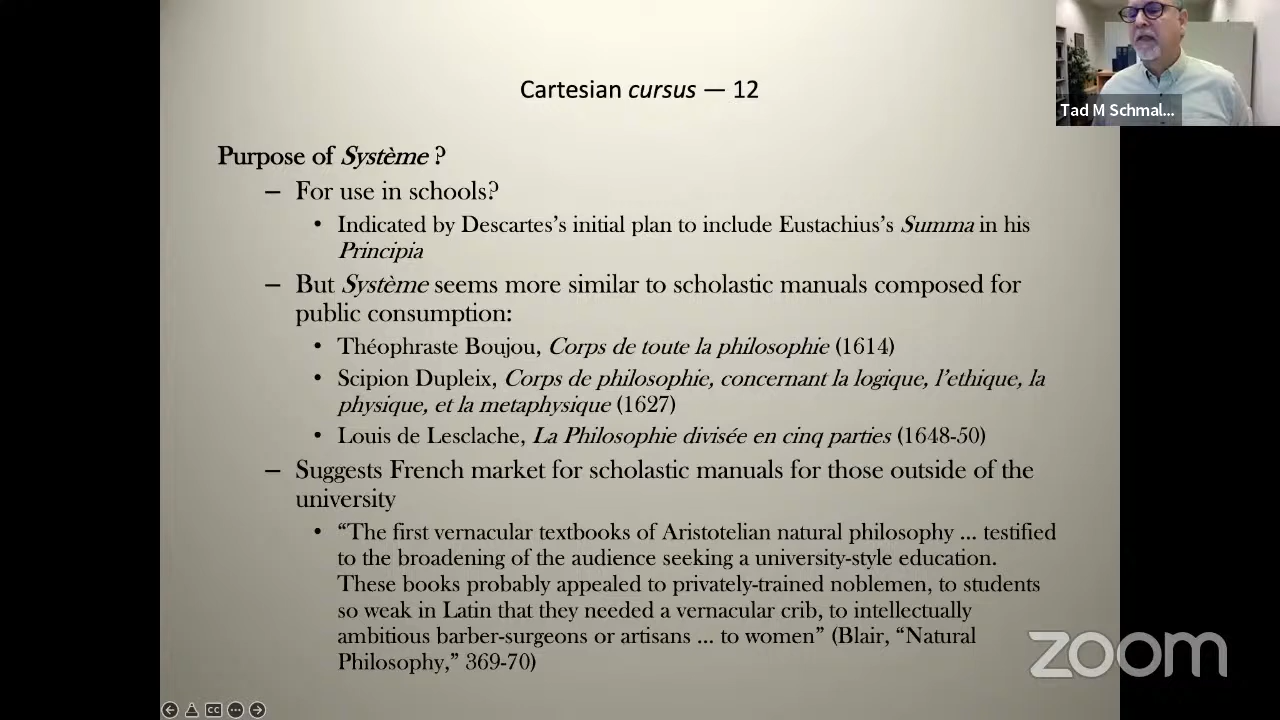 Cartesian cursus — 12
Tad M Schmal...
Purpose of Système ?
– For use in schools?
• Indicated by Descartes's initial plan to include Eustachius's Summa in his
Principia
– But Système seems more similar to scholastic manuals composed for
public consumption:
• Théophraste Boujou, Corps de toute la philosophie (1614)
• Scipion Dupleix, Corps de philosophie, concernant la logique, l'ethique, la
physique, et la metaphysique (1627)
• Louis de Lesclache, La Philosophie divisée en cinq parties (1648-50)
– Suggests French market for scholastic manuals for those outside of the
university
• “The first vernacular textbooks of Aristotelian natural philosophy ... testified
to the broadening of the audience seeking a university-style education.
These books probably appealed to privately-trained noblemen, to students
so weak in Latin that they needed a vernacular crib, to intellectually
ambitious barber-surgeons or artisans ... to women” (Blair, “Natural
Philosophy,” 369-70)
zoom
CC